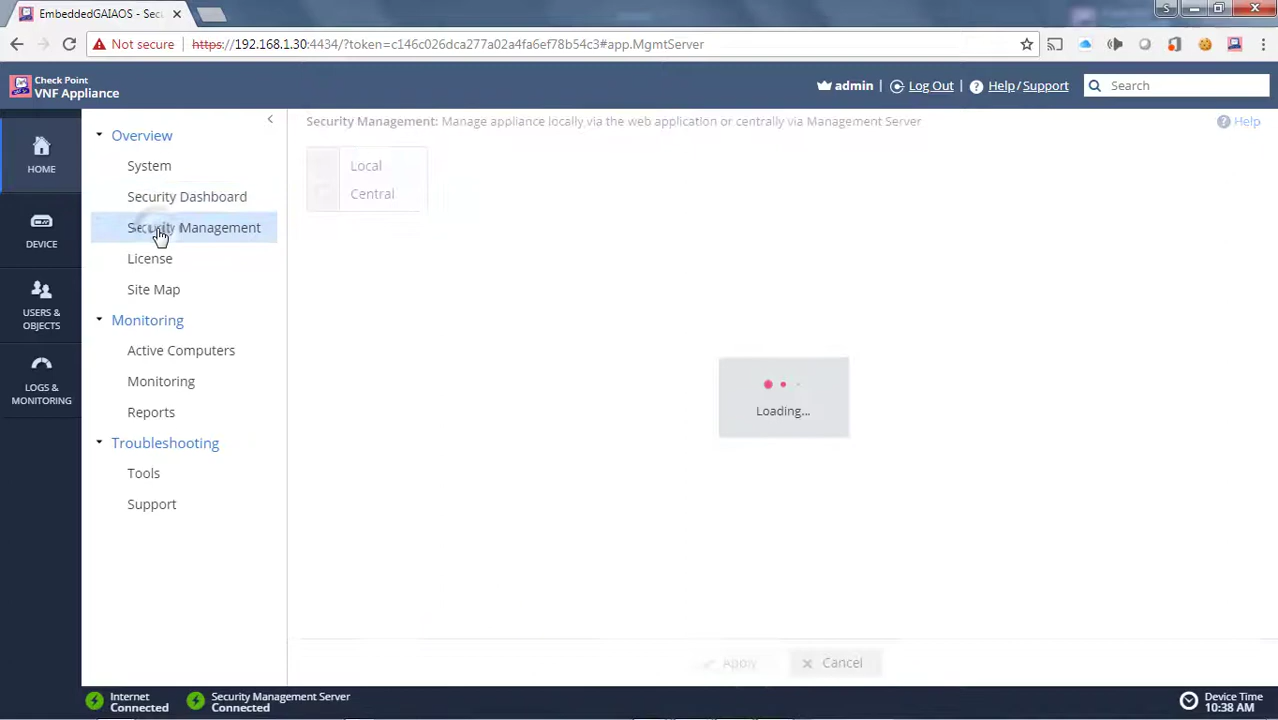 EmbeddedGAIAOS - Sec
S
Not secure
https://192.168.1.30:4434/?token=c146c026dca277a02a4fa6ef78b54c3#app.MgmtServer
Check Point
VNF Appliance
admin | Log Out | Help / Support
Search
HOME
DEVICE
USERS &
OBJECTS
LOGS &
MONITORING
Overview
System
Security Dashboard
Security Management
License
Site Map
Monitoring
Active Computers
Monitoring
Reports
Troubleshooting
Tools
Support
Security Management: Manage appliance locally via the web application or centrally via Management Server
Help
Local
Central
Loading...
Apply
Cancel
Internet
Connected
Security Management Server
Connected
Device Time
10:38 AM